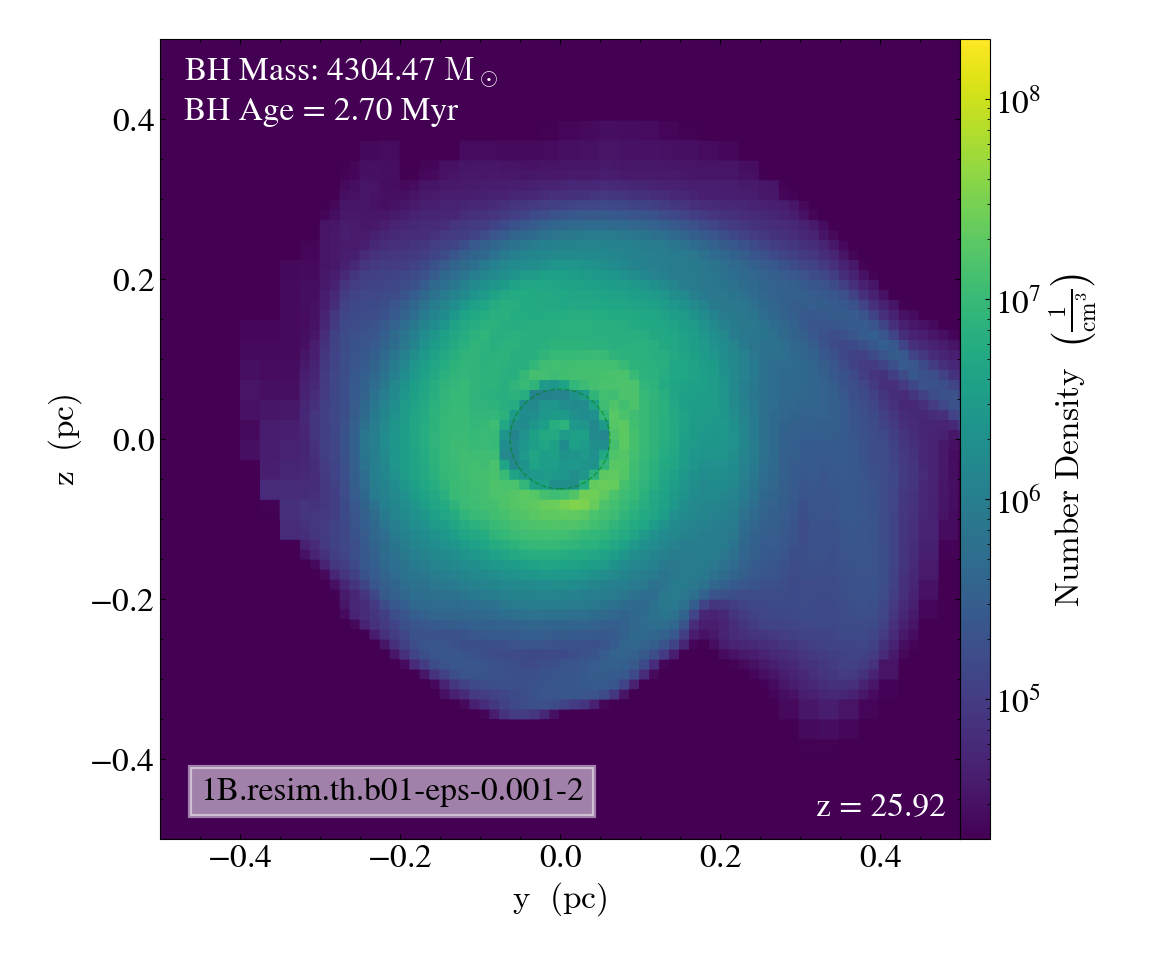 BH Mass: 4304.47 M⊙
BH Age = 2.70 Myr
0.4
0.2
0.0
−0.2
−0.4
z (pc)
1B.resim.th.b01-eps-0.001-2
z = 25.92
−0.4
−0.2
0.0
0.2
0.4
y (pc)
10⁸
10⁷
10⁶
10⁵
Number Density (1/cm³)